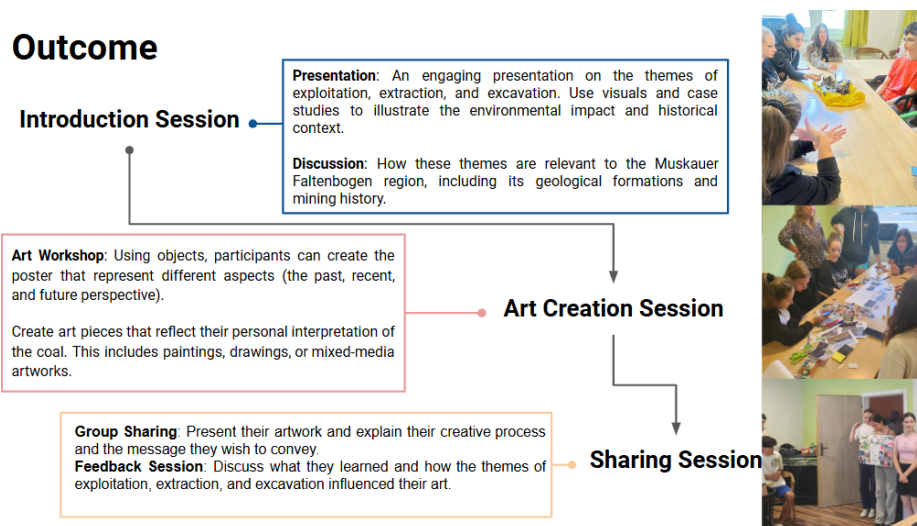 Outcome
Introduction Session
Presentation: An engaging presentation on the themes of
exploitation, extraction, and excavation. Use visuals and case
studies to illustrate the environmental impact and historical
context.
Discussion: How these themes are relevant to the Muskauer
Faltenbogen region, including its geological formations and
mining history.
Art Workshop: Using objects, participants can create the
poster that represent different aspects (the past, recent,
and future perspective).
Create art pieces that reflect their personal interpretation of
the coal. This includes paintings, drawings, or mixed-media
artworks.
Art Creation Session
Group Sharing: Present their artwork and explain their creative process
and the message they wish to convey.
Feedback Session: Discuss what they learned and how the themes of
exploitation, extraction, and excavation influenced their art.
Sharing Session